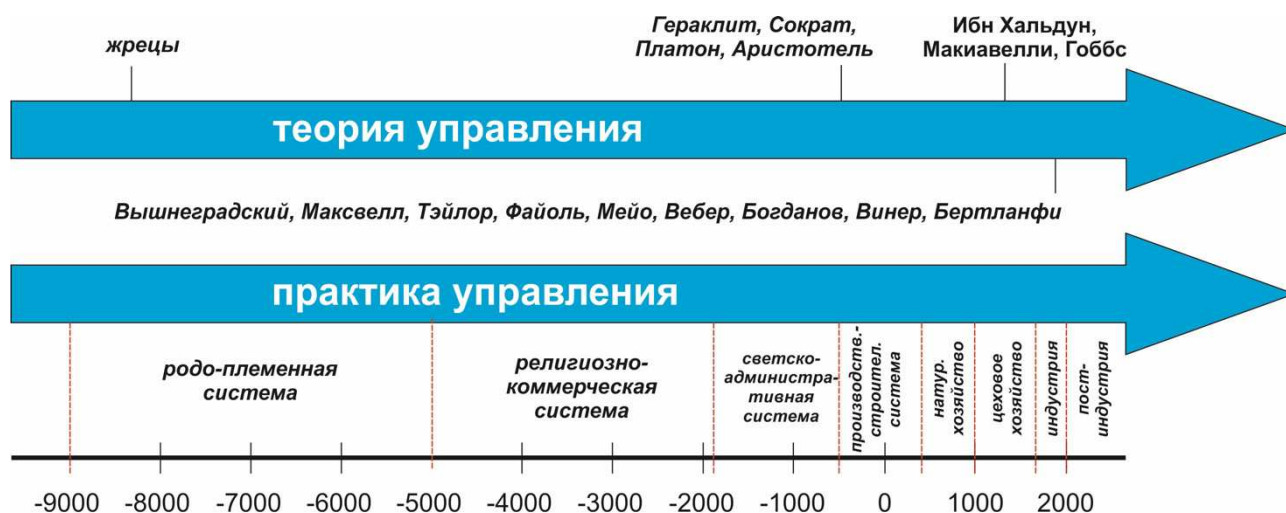 жрецы
Гераклит, Сократ,
Платон, Аристотель
Ибн Хальдун,
Макиавелли, Гоббс
теория управления
Вышнеградский, Максвелл, Тэйлор, Файоль, Мейо, Вебер, Богданов, Винер, Бертланфи
практика управления
родо-племенная
система
религиозно-
коммерческая
система
светско-
администра-
тивная
система
производств.-
строител.
система
натур.
хозяйство
цеховое
хозяйство
индустрия
пост-
индустрия
-9000 -8000 -7000 -6000 -5000 -4000 -3000 -2000 -1000 0 1000 2000